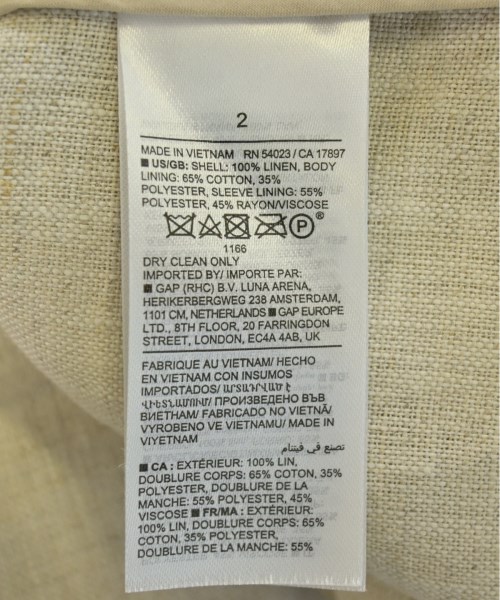 2
MADE IN VIETNAM RN 54023 / CA 17897
■ US/GB: SHELL: 100% LINEN, BODY
LINING: 65% COTTON, 35%
POLYESTER, SLEEVE LINING: 55%
POLYESTER, 45% RAYON/VISCOSE
P®
1166
DRY CLEAN ONLY
IMPORTED BY/ IMPORTE PAR:
■ GAP (RHC) B.V. LUNA ARENA,
HERIKERBERGWEG 238 AMSTERDAM,
1101 CM, NETHERLANDS ■ GAP EUROPE
LTD., 8TH FLOOR, 20 FARRINGDON
STREET, LONDON, EC4A 4AB, UK
FABRIQUE AU VIETNAM/ HECHO
EN VIETNAM CON INSUMOS
IMPORTADOS/ ԱՐՏԱԴՐՎԱԾ Է
ՎԻԵՏՆԱՄՈՒՄ/ ПРОИЗВЕДЕНО ВЪВ
ВИЕТНАМ/ FABRICADO NO VIETNÃ/
VYROBENO VE VIETNAMU/ MADE IN
VIYETNAM
تصنع في فيتنام
■ CA : EXTÉRIEUR: 100% LIN,
DOUBLURE CORPS: 65% COTON, 35%
POLYESTER, DOUBLURE DE LA
MANCHE: 55% POLYESTER, 45%
VISCOSE ■ FR/MA : EXTÉRIEUR:
100% LIN, DOUBLURE CORPS: 65%
COTON, 35% POLYESTER,
DOUBLURE DE LA MANCHE: 55%